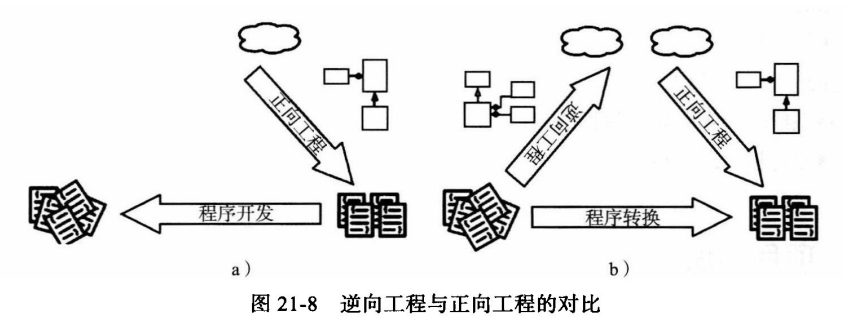 正向工程
程序开发
a）
逆向工程
正向工程
程序转换
b）
图 21-8 逆向工程与正向工程的对比